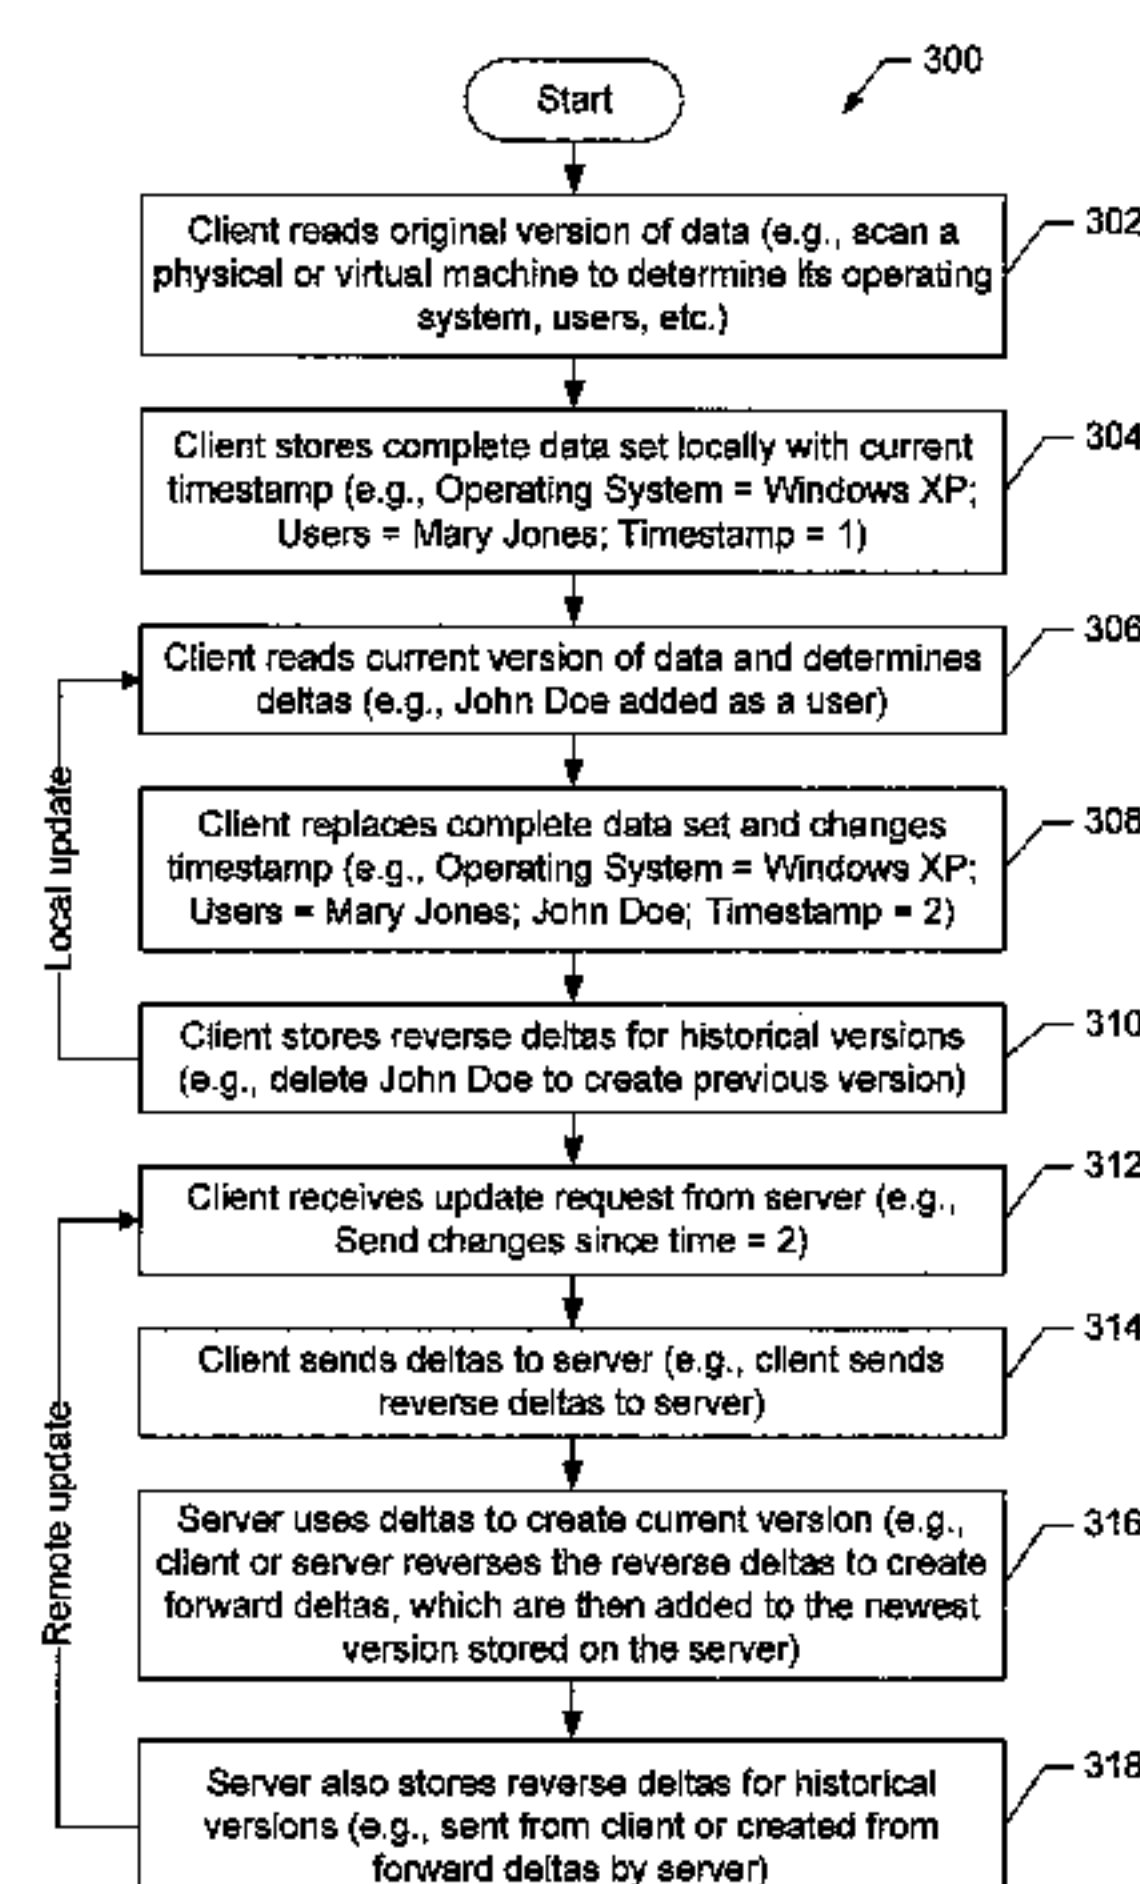 300
Start
302
Client reads original version of data (e.g., scan a
physical or virtual machine to determine its operating
system, users, etc.)
304
Client stores complete data set locally with current
timestamp (e.g., Operating System = Windows XP;
Users = Mary Jones; Timestamp = 1)
306
Client reads current version of data and determines
deltas (e.g., John Doe added as a user)
Local update
308
Client replaces complete data set and changes
timestamp (e.g., Operating System = Windows XP;
Users = Mary Jones; John Doe; Timestamp = 2)
310
Client stores reverse deltas for historical versions
(e.g., delete John Doe to create previous version)
312
Client receives update request from server (e.g.,
Send changes since time = 2)
314
Client sends deltas to server (e.g., client sends
reverse deltas to server)
Remote update
316
Server uses deltas to create current version (e.g.,
client or server reverses the reverse deltas to create
forward deltas, which are then added to the newest
version stored on the server)
318
Server also stores reverse deltas for historical
versions (e.g., sent from client or created from
forward deltas by server)